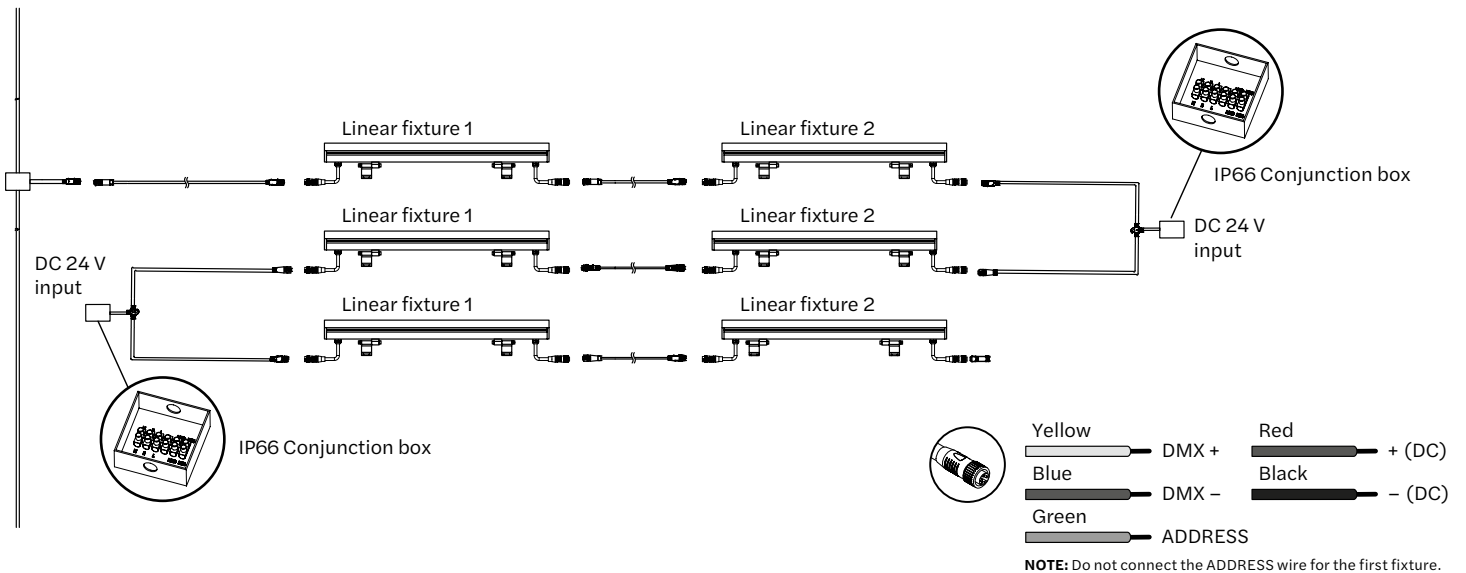 Linear fixture 1
Linear fixture 2
IP66 Conjunction box
Linear fixture 1
Linear fixture 2
DC 24 V
input
DC 24 V
input
Linear fixture 1
Linear fixture 2
IP66 Conjunction box
Yellow
DMX +
Red
+ (DC)
Blue
DMX –
Black
– (DC)
Green
ADDRESS
NOTE: Do not connect the ADDRESS wire for the first fixture.